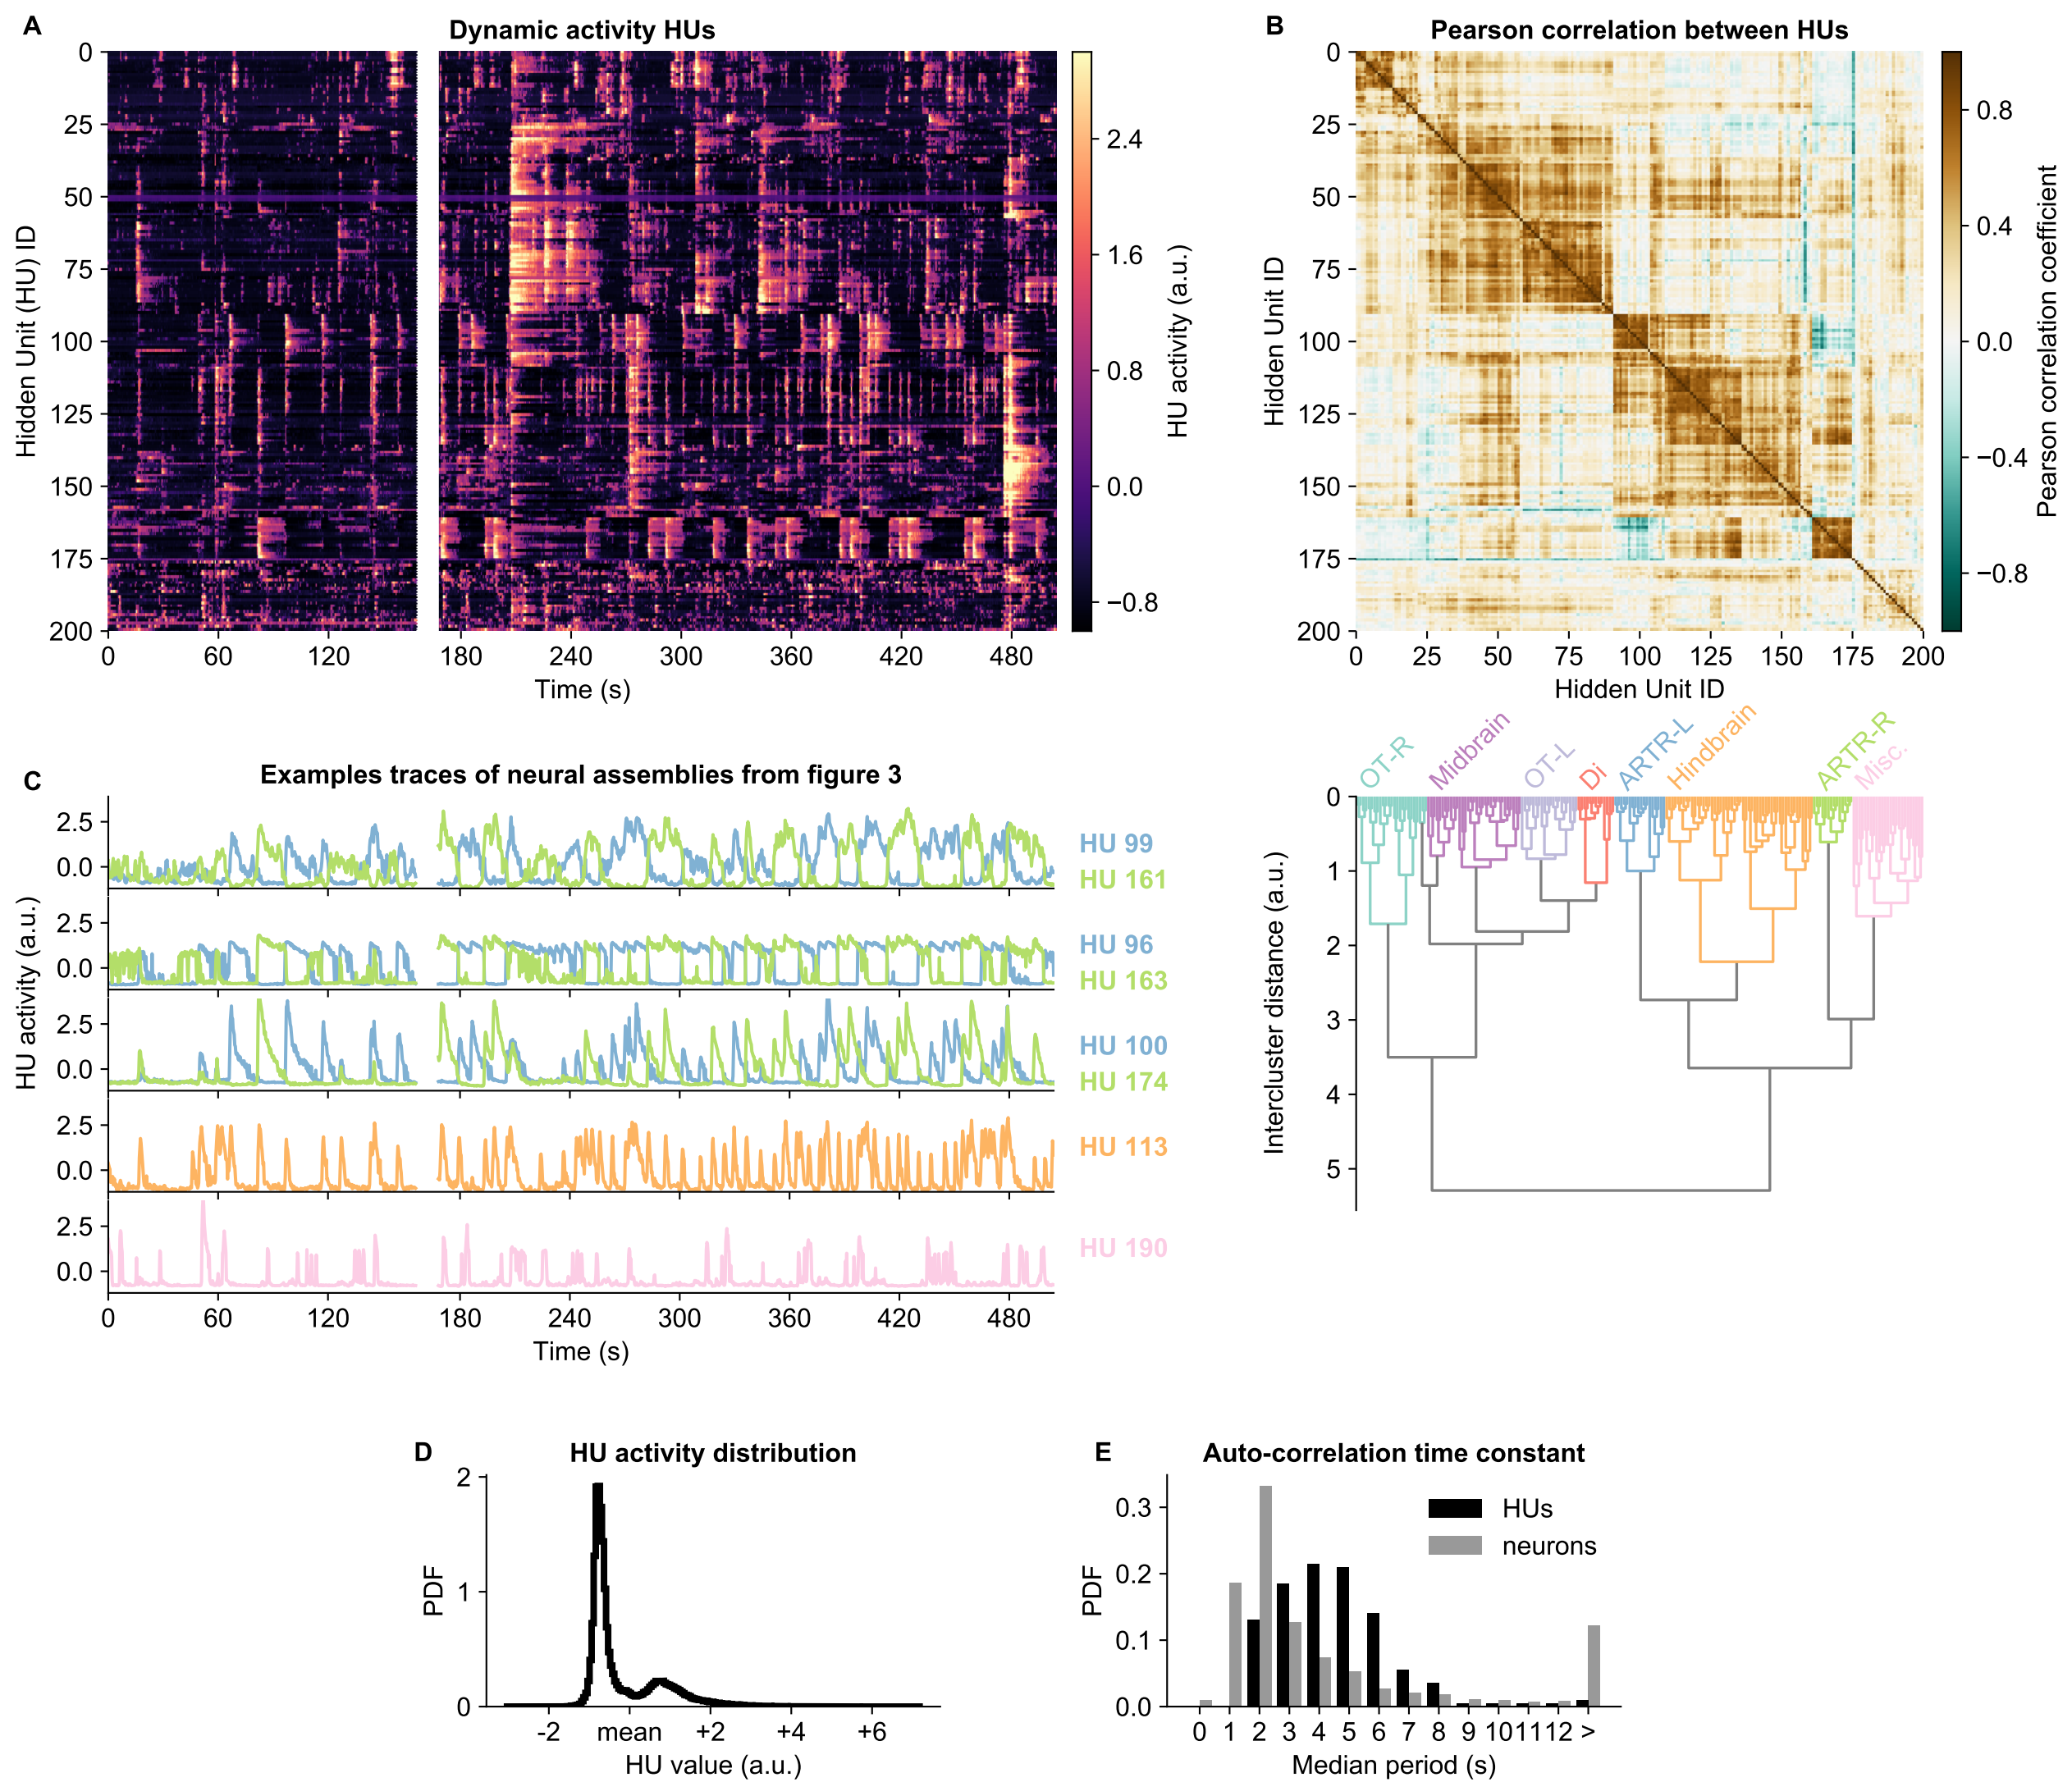 A
Dynamic activity HUs
0
25
50
75
100
125
150
175
200
Hidden Unit (HU) ID
0
60
120
180
240
300
360
420
480
Time (s)
2.4
1.6
0.8
0.0
−0.8
HU activity (a.u.)
B
Pearson correlation between HUs
0
25
50
75
100
125
150
175
200
Hidden Unit ID
0
25
50
75
100
125
150
175
200
Hidden Unit ID
0.8
0.4
0.0
−0.4
−0.8
Pearson correlation coefficient
OT-R
Midbrain
OT-L
Di
ARTR-L
Hindbrain
ARTR-R
Misc.
0
1
2
3
4
5
Intercluster distance (a.u.)
C
Examples traces of neural assemblies from figure 3
2.5
0.0
HU 99
HU 161
2.5
0.0
HU 96
HU 163
2.5
0.0
HU 100
HU 174
2.5
0.0
HU 113
2.5
0.0
HU 190
HU activity (a.u.)
0
60
120
180
240
300
360
420
480
Time (s)
D
HU activity distribution
2
1
0
PDF
-2
mean
+2
+4
+6
HU value (a.u.)
E
Auto-correlation time constant
HUs
neurons
0.3
0.2
0.1
0.0
PDF
0 1 2 3 4 5 6 7 8 9 10 11 12 >
Median period (s)